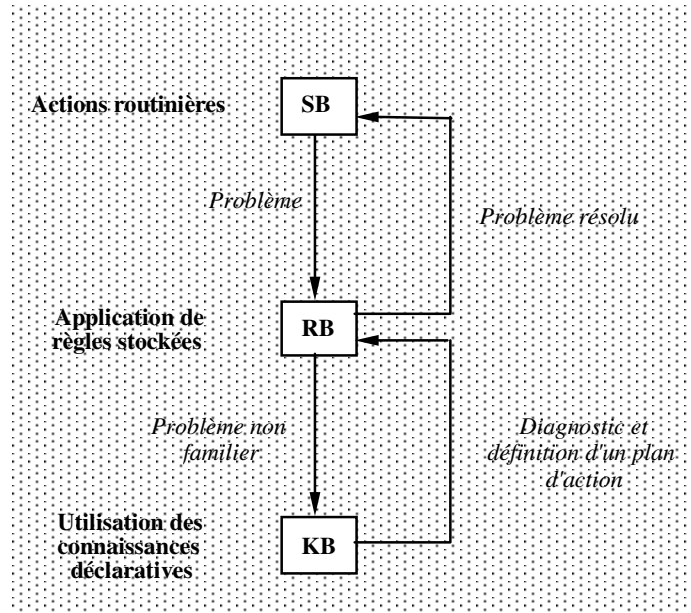 Actions routinières
SB
Problème
Problème résolu
Application de
règles stockées
RB
Problème non
familier
Diagnostic et
définition d'un plan
d'action
Utilisation des
connaissances
déclaratives
KB